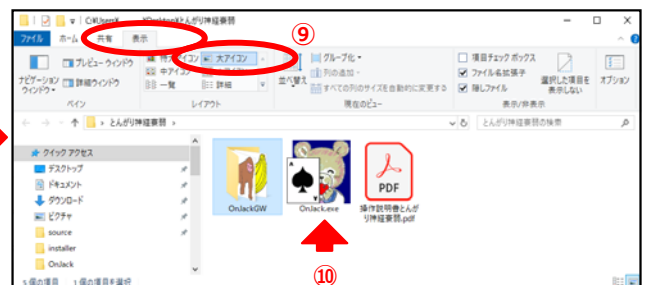 C:¥Users¥ ¥Desktop¥とんがり神経衰弱
⑨
ファイル ホーム 共有 表示
プレビュー ウィンドウ
詳細ウィンドウ
ナビゲーション ウィンドウ▾
ペイン
特大アイコン 大アイコン
中アイコン
一覧 詳細
レイアウト
並べ替え
グループ化▾
列の追加▾
すべての列のサイズを自動的に変更する
現在のビュー
項目チェック ボックス
ファイル名拡張子
隠しファイル
選択した項目を
表示しない
表示/非表示
オプション
とんがり神経衰弱
とんがり神経衰弱の検索
クイック アクセス
デスクトップ
ドキュメント
ダウンロード
ピクチャ
source
installer
OnJack
OnJackGW
OnJack.exe
PDF
操作説明書とんが
り神経衰弱.pdf
⑩
5 個の項目 1 個の項目を選択